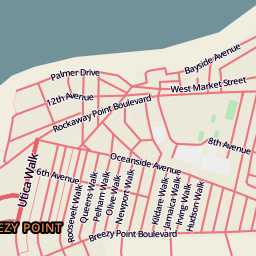 Bayside Avenue
Palmer Drive
West Market Street
12th Avenue
Rockaway Point Boulevard
8th Avenue
Oceanside Avenue
Utica Walk
6th Avenue
Roosevelt Walk
Queens Walk
Pelham Walk
Olive Walk
Newport Walk
Kildare Walk
Jamaica Walk
Irving Walk
Hudson Walk
EZY POINT
Breezy Point Boulevard